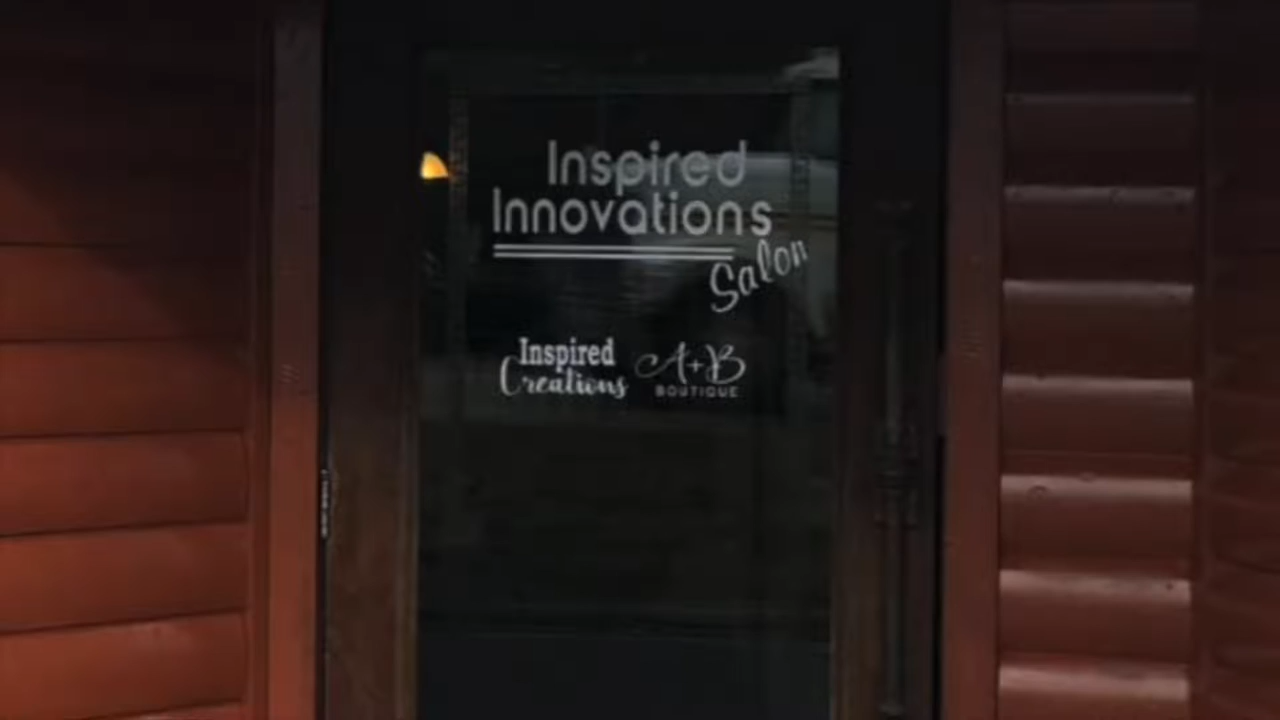 Inspired
Innovations
Salon
Inspired
Creations
A+B
BOUTIQUE